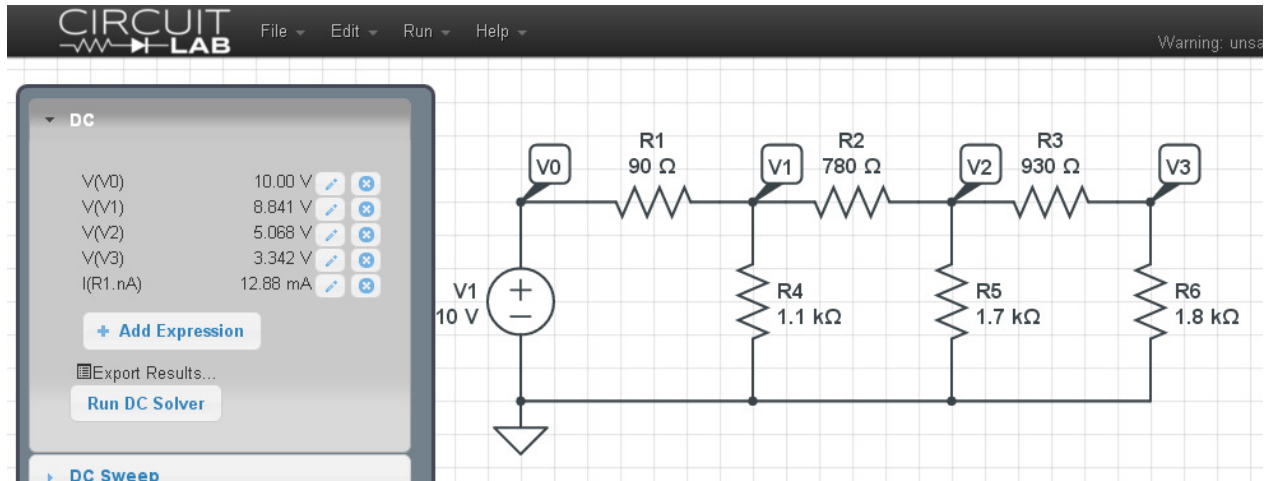 CIRCUIT
LAB
File
Edit
Run
Help
Warning: unsa
DC
V(V0) 10.00 V
V(V1) 8.841 V
V(V2) 5.068 V
V(V3) 3.342 V
I(R1.nA) 12.88 mA
+ Add Expression
Export Results...
Run DC Solver
DC Sweep
V0
R1
90 Ω
V1
R2
780 Ω
V2
R3
930 Ω
V3
V1
10 V
R4
1.1 kΩ
R5
1.7 kΩ
R6
1.8 kΩ